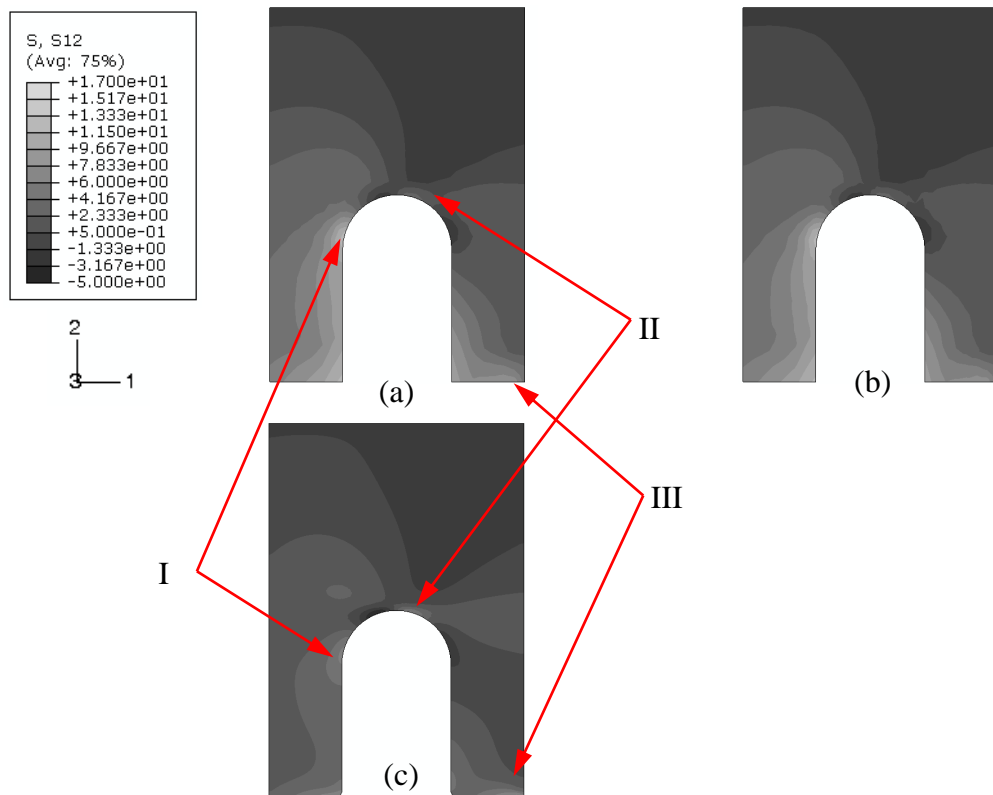 S, S12
(Avg: 75%)
+1.700e+01
+1.517e+01
+1.333e+01
+1.150e+01
+9.667e+00
+7.833e+00
+6.000e+00
+4.167e+00
+2.333e+00
+5.000e-01
-1.333e+00
-3.167e+00
-5.000e+00
2
3
1
(a)
(b)
II
III
I
(c)